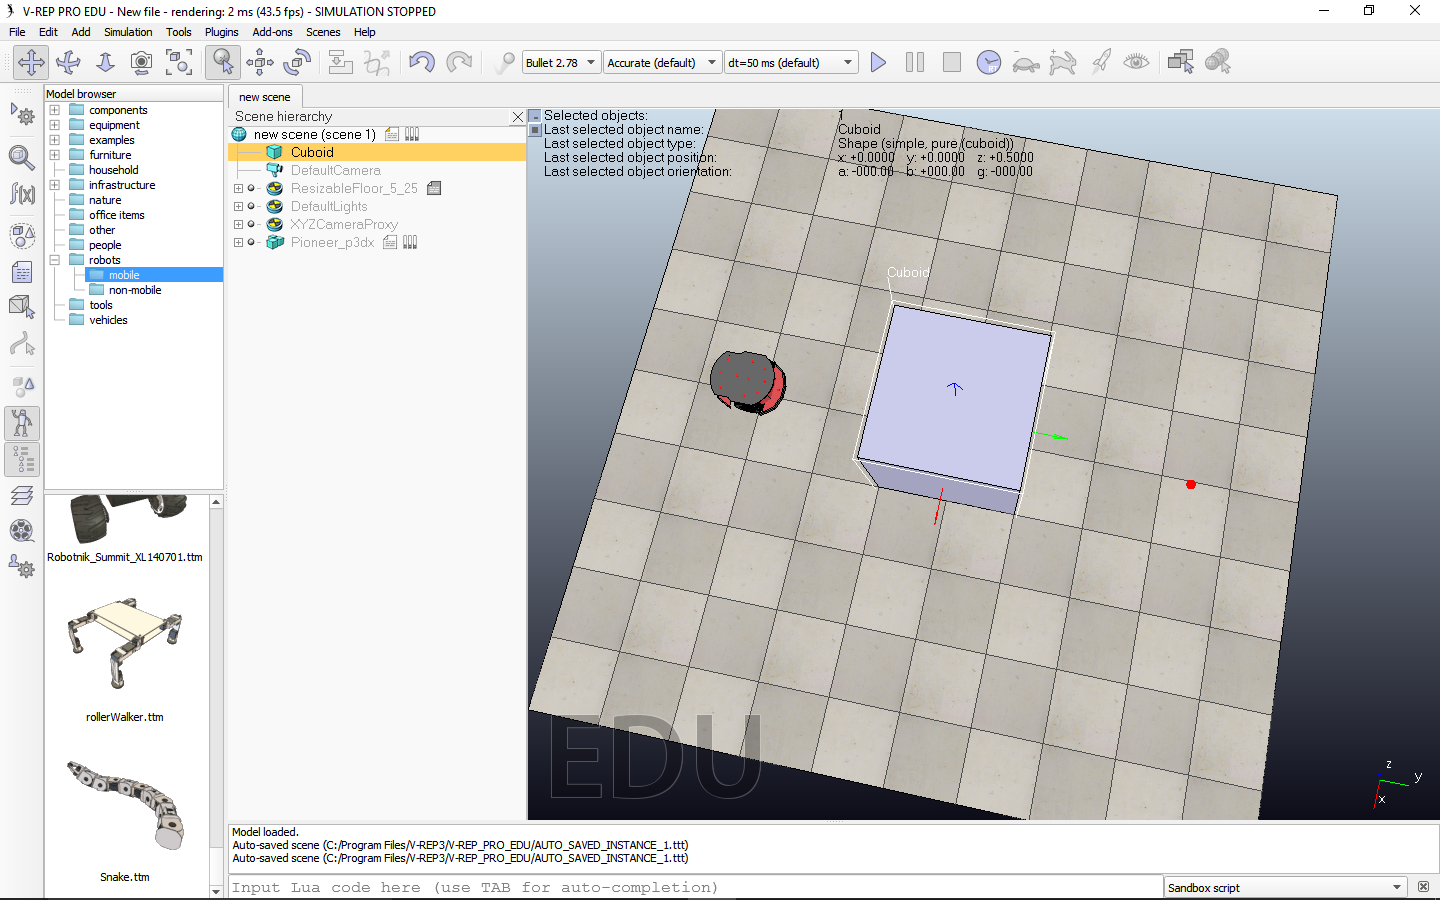 V-REP PRO EDU - New file - rendering: 2 ms (43.5 fps) - SIMULATION STOPPED
File Edit Add Simulation Tools Plugins Add-ons Scenes Help
Bullet 2.78 Accurate (default) dt=50 ms (default)
Model browser
components
equipment
examples
furniture
household
infrastructure
nature
office items
other
people
robots
mobile
non-mobile
tools
vehicles
Robotnik_Summit_XL140701.ttm
rollerWalker.ttm
Snake.ttm
new scene
Scene hierarchy
new scene (scene 1)
Cuboid
DefaultCamera
ResizableFloor_5_25
DefaultLights
XYZCameraProxy
Pioneer_p3dx
Selected objects: 1
Last selected object name: Cuboid
Last selected object type: Shape (simple, pure (cuboid))
Last selected object position: x: +0.0000 y: +0.0000 z: +0.5000
Last selected object orientation: a: -000.00 b: +000.00 g: -000.00
Cuboid
EDU
z
y
x
Model loaded.
Auto-saved scene (C:/Program Files/V-REP3/V-REP_PRO_EDU/AUTO_SAVED_INSTANCE_1.ttt)
Auto-saved scene (C:/Program Files/V-REP3/V-REP_PRO_EDU/AUTO_SAVED_INSTANCE_1.ttt)
Input Lua code here (use TAB for auto-completion)
Sandbox script